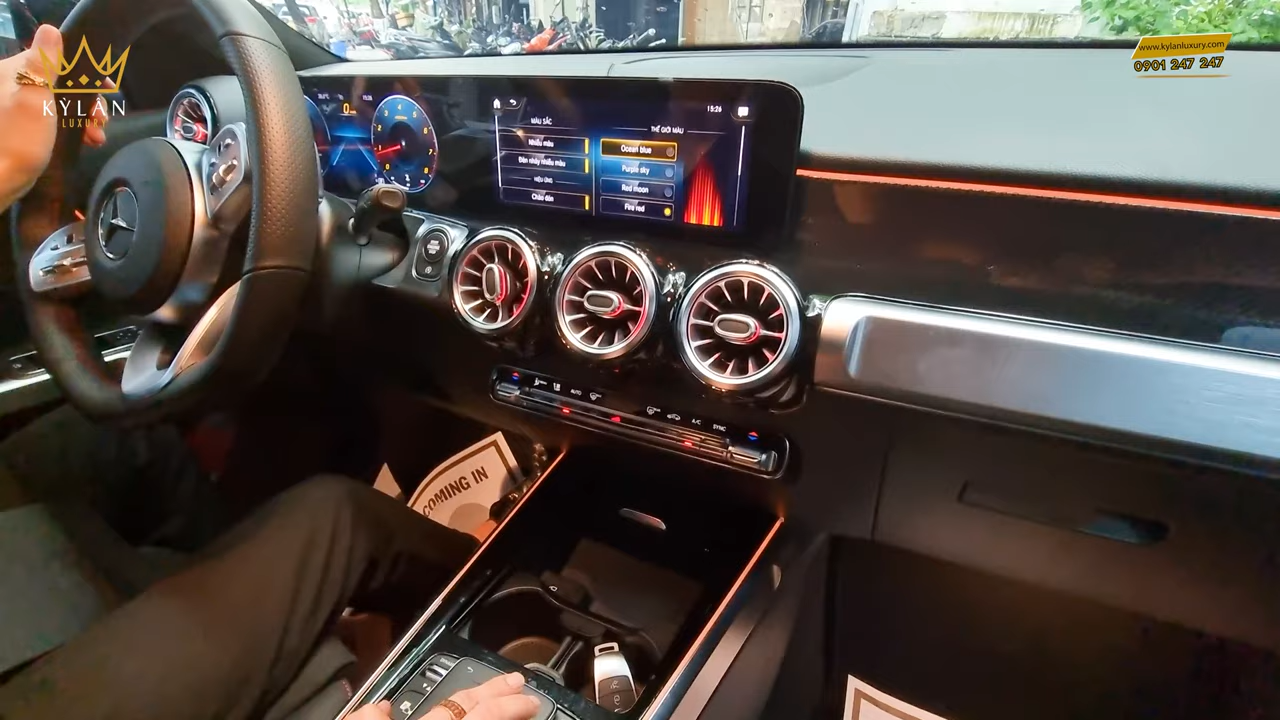 KỲLÂN
LUXURY
www.kylanluxury.com
0901 247 247
15:26
MÀU SẮC
Nhiều màu
Đèn nháy nhiều màu
HIỆU ỨNG
Chào đón
THẾ GIỚI MÀU
Ocean blue
Purple sky
Red moon
Fire red
AUTO
A/C
SYNC
COMING IN